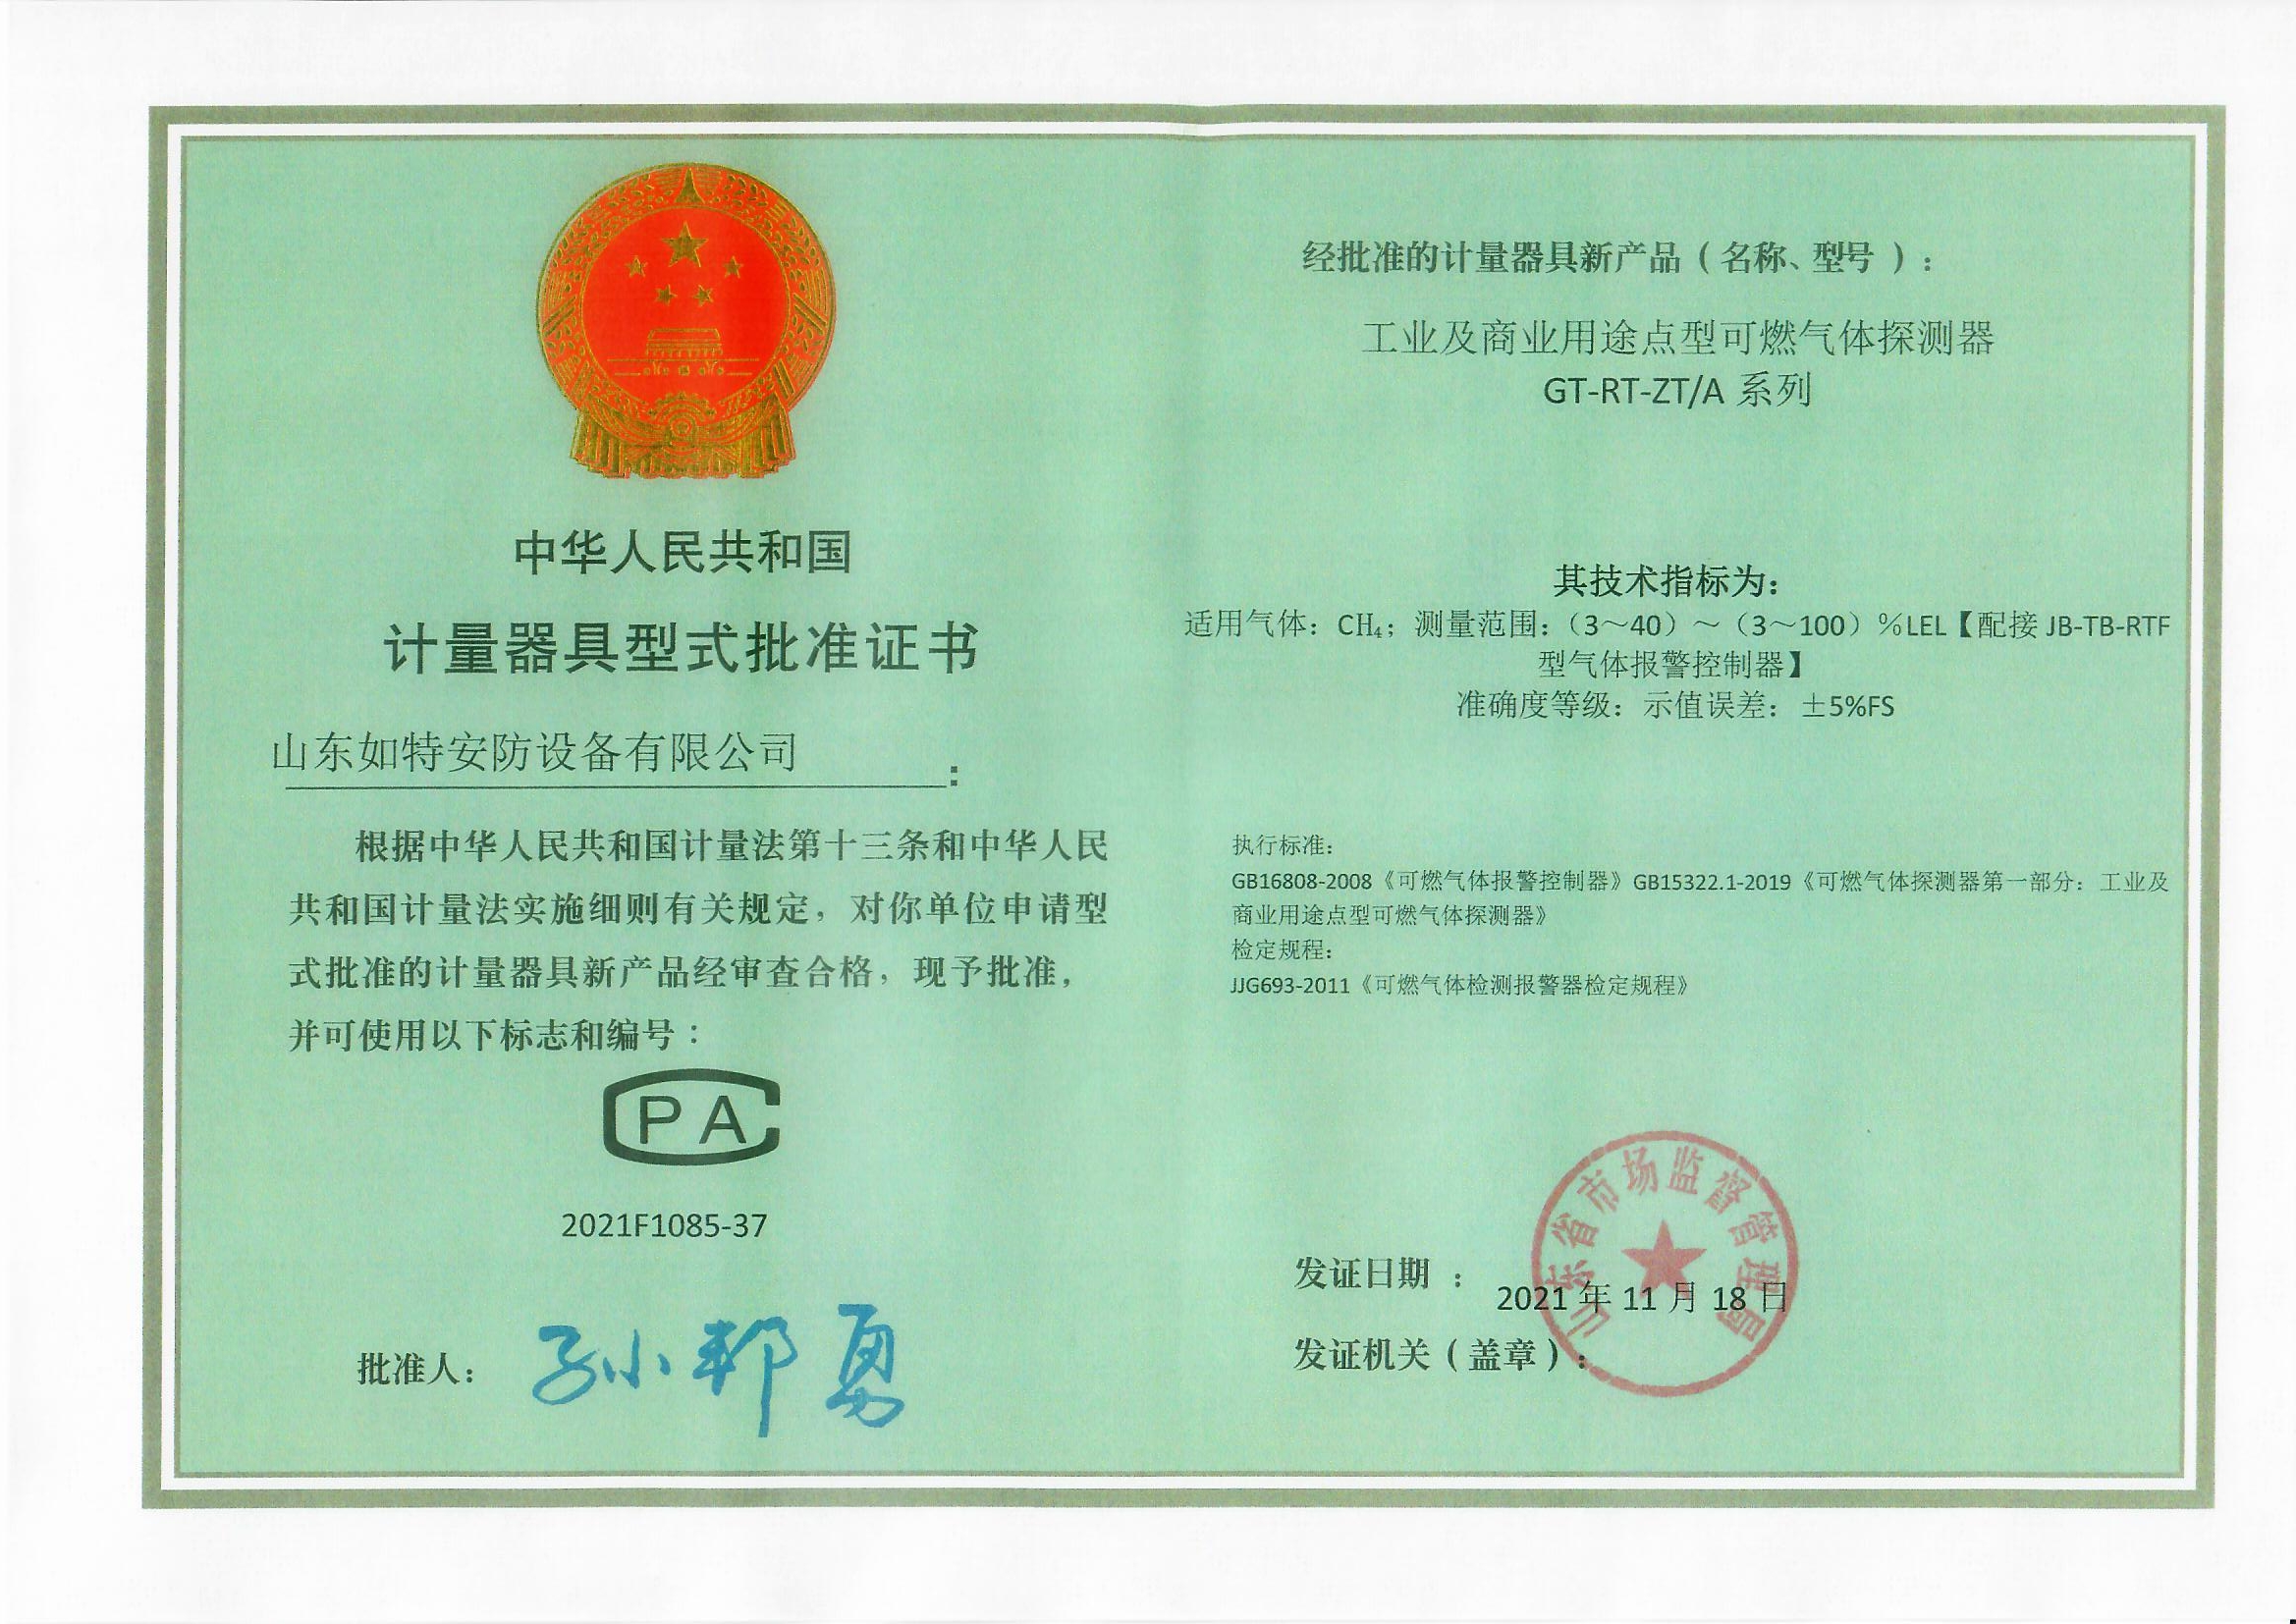 中华人民共和国
计量器具型式批准证书
山东如特安防设备有限公司：
根据中华人民共和国计量法第十三条和中华人民
共和国计量法实施细则有关规定，对你单位申请型
式批准的计量器具新产品经审查合格，现予批准，
并可使用以下标志和编号：
PA
2021F1085-37
批准人：
经批准的计量器具新产品（名称、型号）：
工业及商业用途点型可燃气体探测器
GT-RT-ZT/A 系列
其技术指标为：
适用气体：CH₄；测量范围：（3～40）～（3～100）%LEL【配接 JB-TB-RTF
型气体报警控制器】
准确度等级：示值误差：±5%FS
执行标准：
GB16808-2008《可燃气体报警控制器》GB15322.1-2019《可燃气体探测器第一部分：工业及
商业用途点型可燃气体探测器》
检定规程：
JJG693-2011《可燃气体检测报警器检定规程》
山东省市场监督管理局
发证日期：
2021 年 11 月 18 日
发证机关（盖章）：